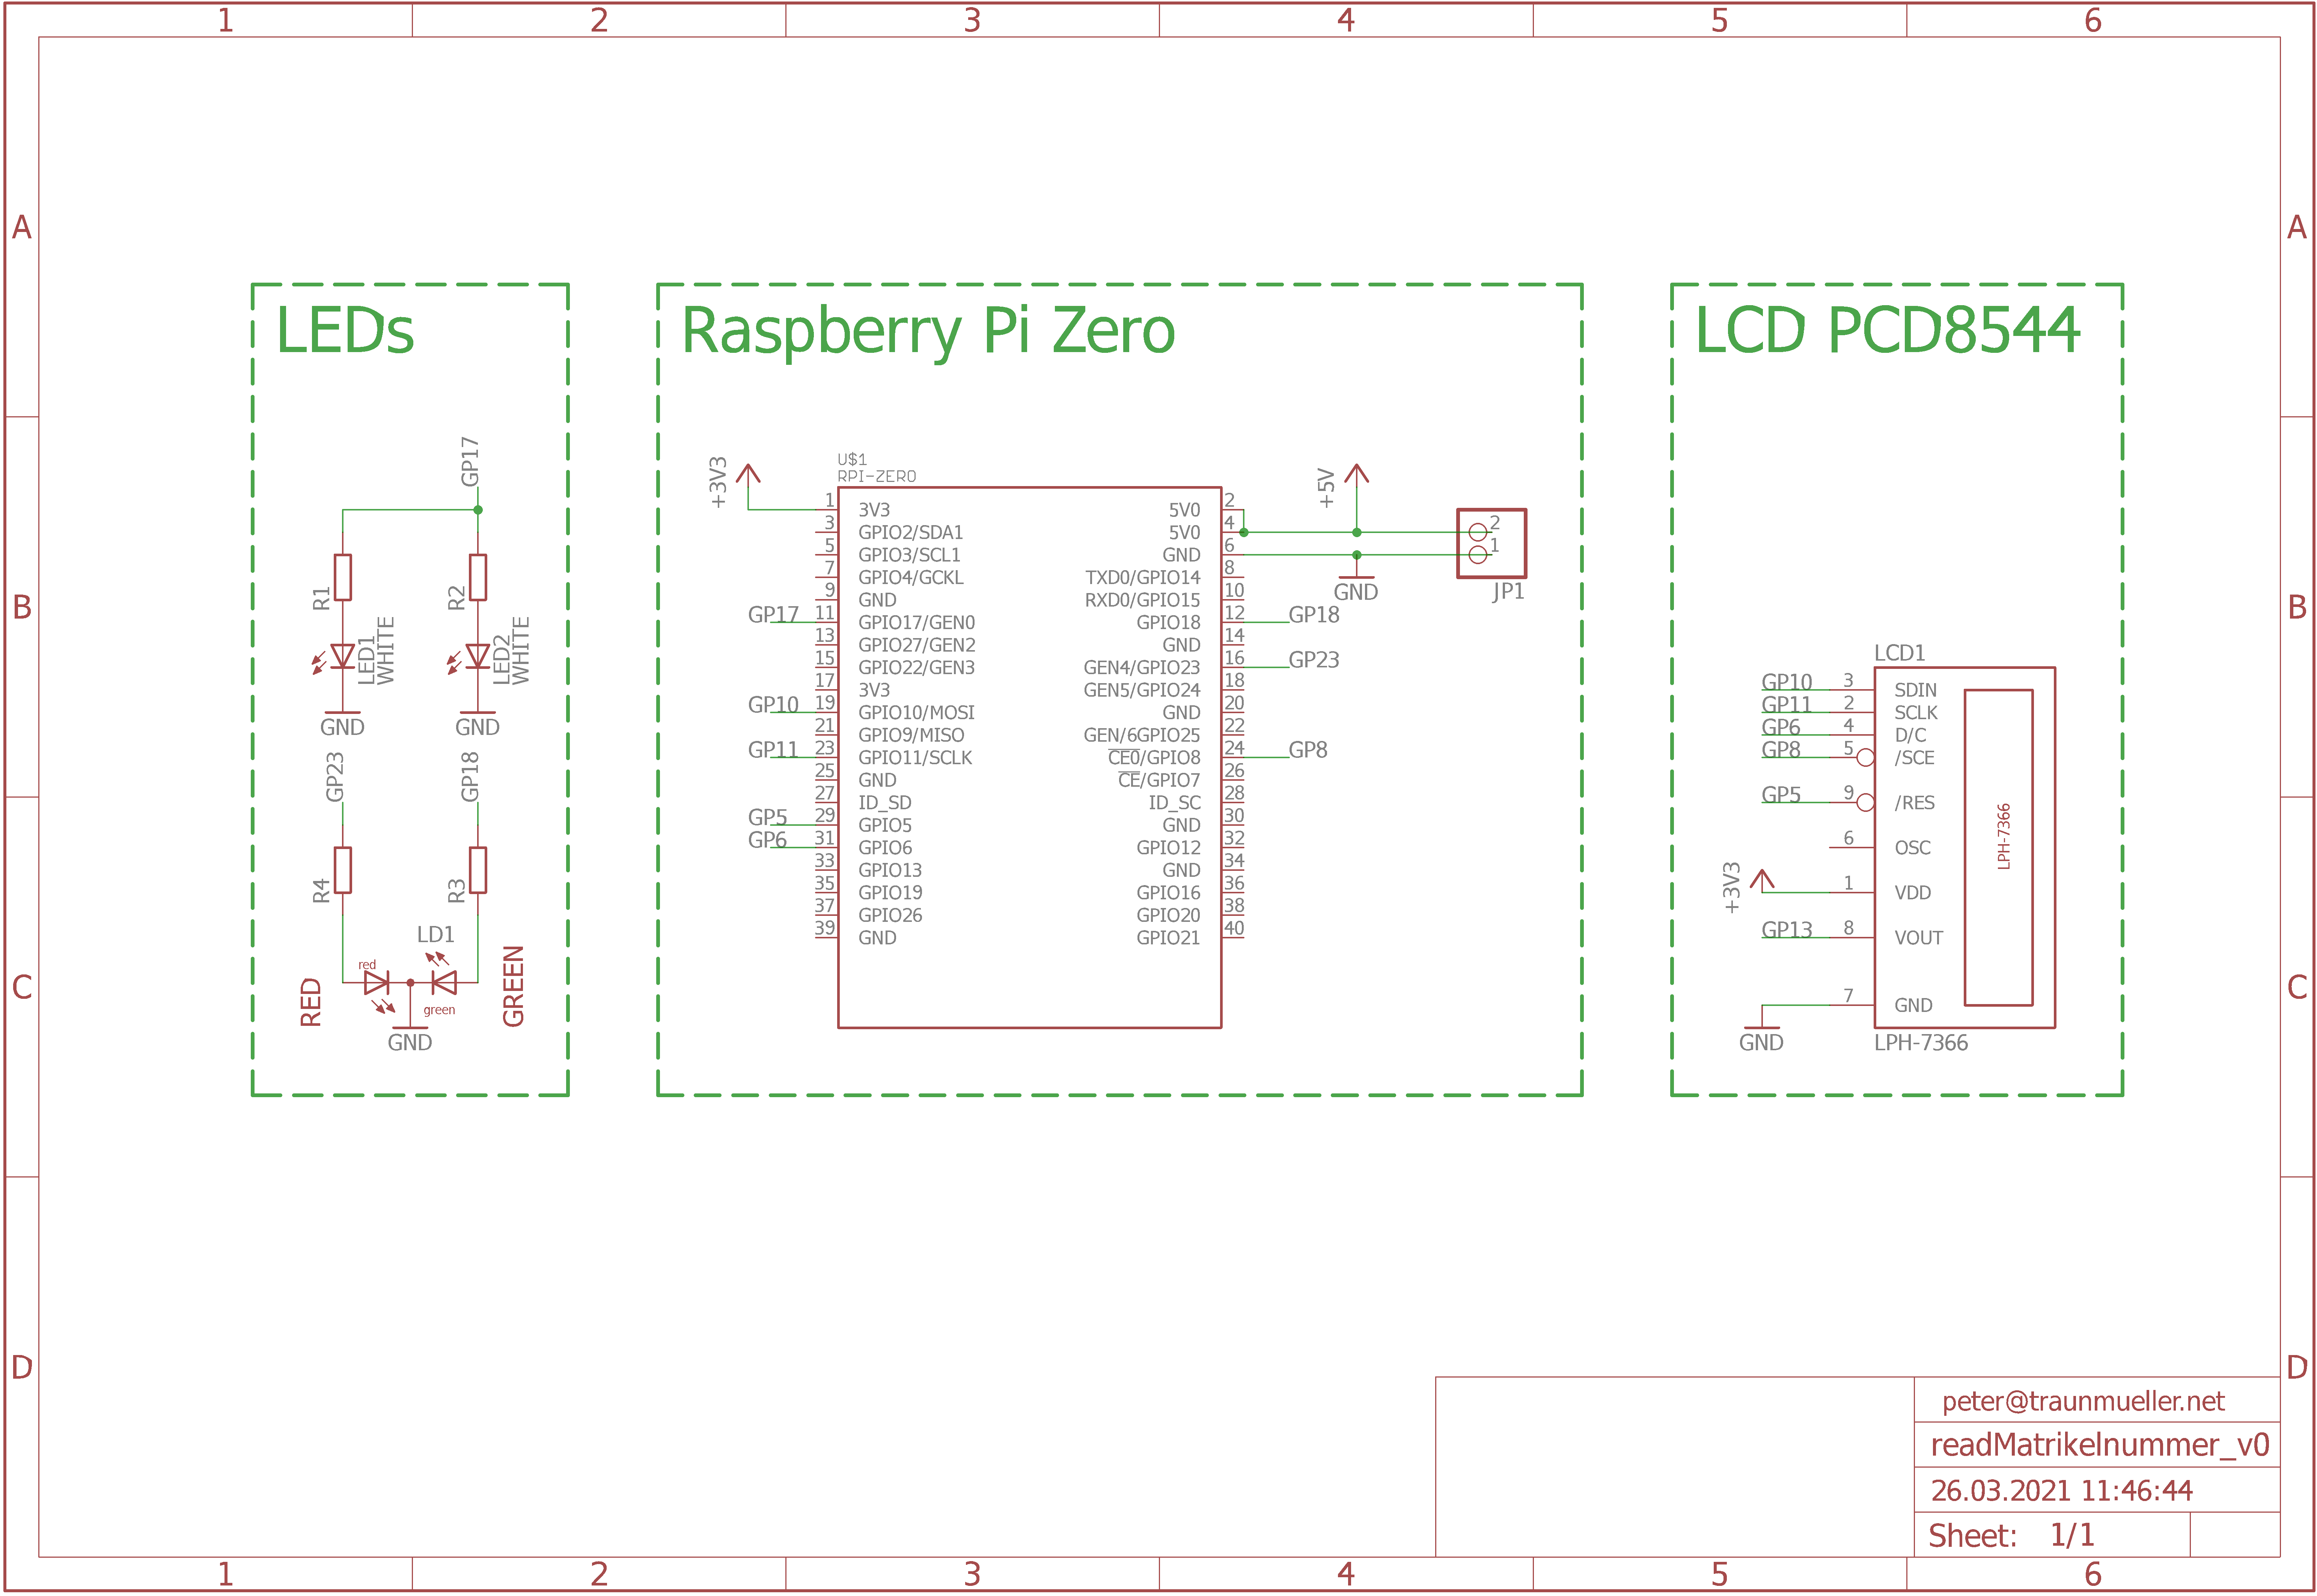 1 2 3 4 5 6
A A
B B
C C
D D
LEDs
GP17
R1
R2
LED1
WHITE
LED2
WHITE
GND
GND
GP23
GP18
R4
R3
LD1
red
green
RED
GREEN
GND
Raspberry Pi Zero
+3V3
U$1
RPI-ZERO
+5V
1 3V3 5V0 2
3 GPIO2/SDA1 5V0 4
5 GPIO3/SCL1 GND 6
7 GPIO4/GCKL TXD0/GPIO14 8
9 GND RXD0/GPIO15 10
GP17 11 GPIO17/GEN0 GPIO18 12 GP18
13 GPIO27/GEN2 GND 14
15 GPIO22/GEN3 GEN4/GPIO23 16 GP23
17 3V3 GEN5/GPIO24 18
GP10 19 GPIO10/MOSI GND 20
21 GPIO9/MISO GEN/6GPIO25 22
GP11 23 GPIO11/SCLK CE0/GPIO8 24 GP8
25 GND CE/GPIO7 26
27 ID_SD ID_SC 28
GP5 29 GPIO5 GND 30
GP6 31 GPIO6 GPIO12 32
33 GPIO13 GND 34
35 GPIO19 GPIO16 36
37 GPIO26 GPIO20 38
39 GND GPIO21 40
2
1
GND
JP1
LCD PCD8544
LCD1
GP10 3 SDIN
GP11 2 SCLK
GP6 4 D/C
GP8 5 /SCE
GP5 9 /RES
6 OSC
+3V3
1 VDD
GP13 8 VOUT
7 GND
GND
LPH-7366
LPH-7366
peter@traunmueller.net
readMatrikelnummer_v0
26.03.2021 11:46:44
Sheet: 1/1
1 2 3 4 5 6